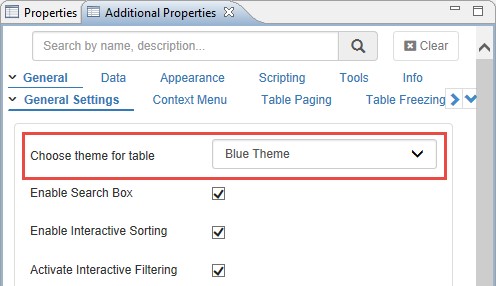 Properties Additional Properties
Search by name, description... Clear
General Data Appearance Scripting Tools Info
General Settings Context Menu Table Paging Table Freezing
Choose theme for table Blue Theme
Enable Search Box
Enable Interactive Sorting
Activate Interactive Filtering